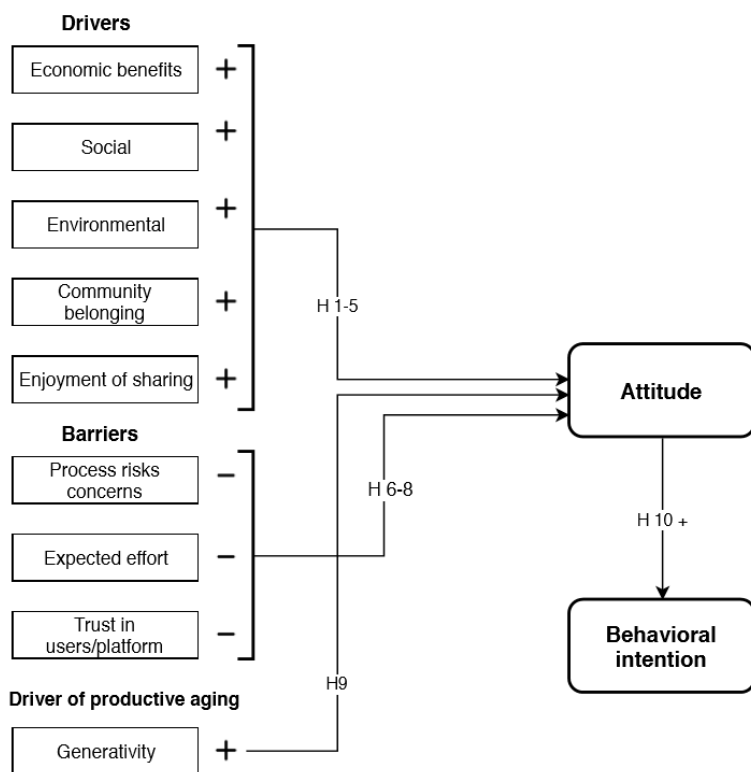 Drivers
Economic benefits +
Social +
Environmental +
Community
belonging +
Enjoyment of sharing +
H 1-5
Barriers
Process risks
concerns −
Expected effort −
Trust in
users/platform −
H 6-8
Driver of productive aging
Generativity +
H9
Attitude
H 10 +
Behavioral
intention